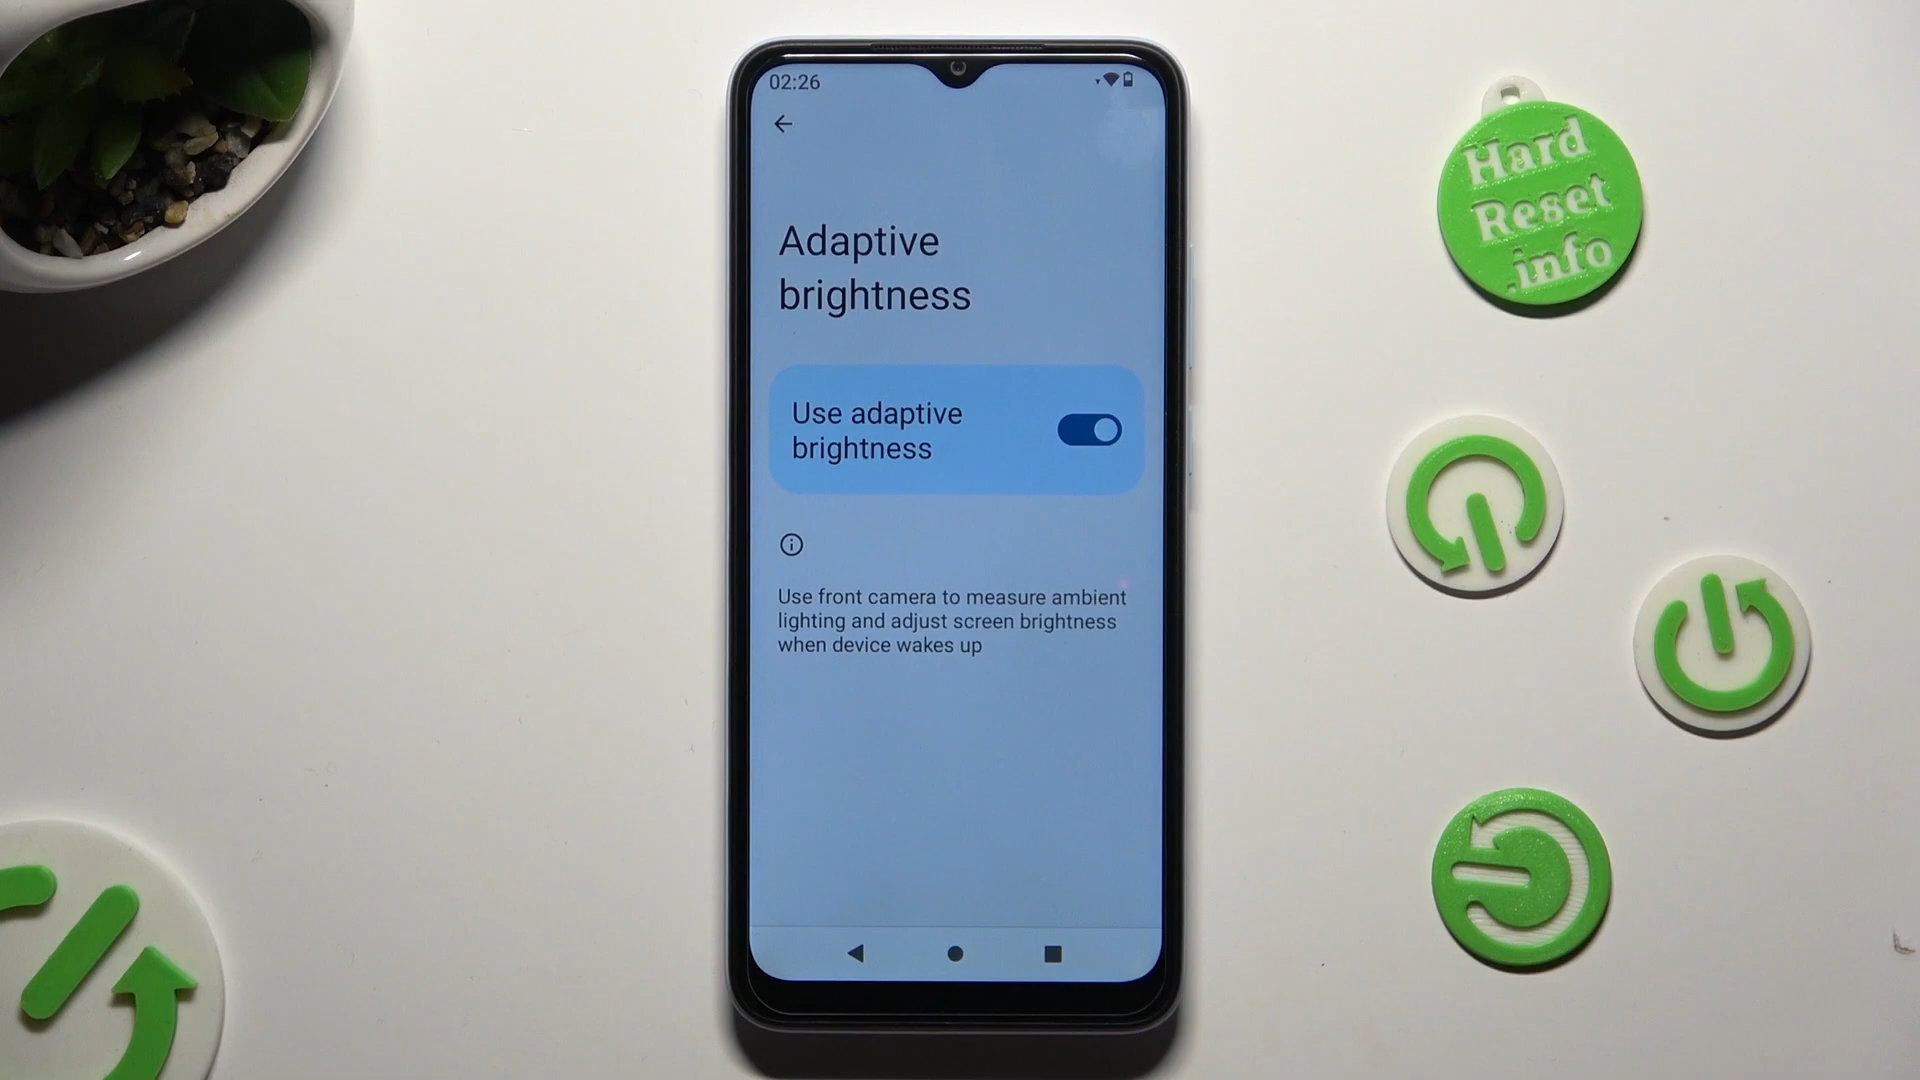 02:26
Adaptive
brightness
Use adaptive
brightness
Use front camera to measure ambient
lighting and adjust screen brightness
when device wakes up
Hard
Reset
.info